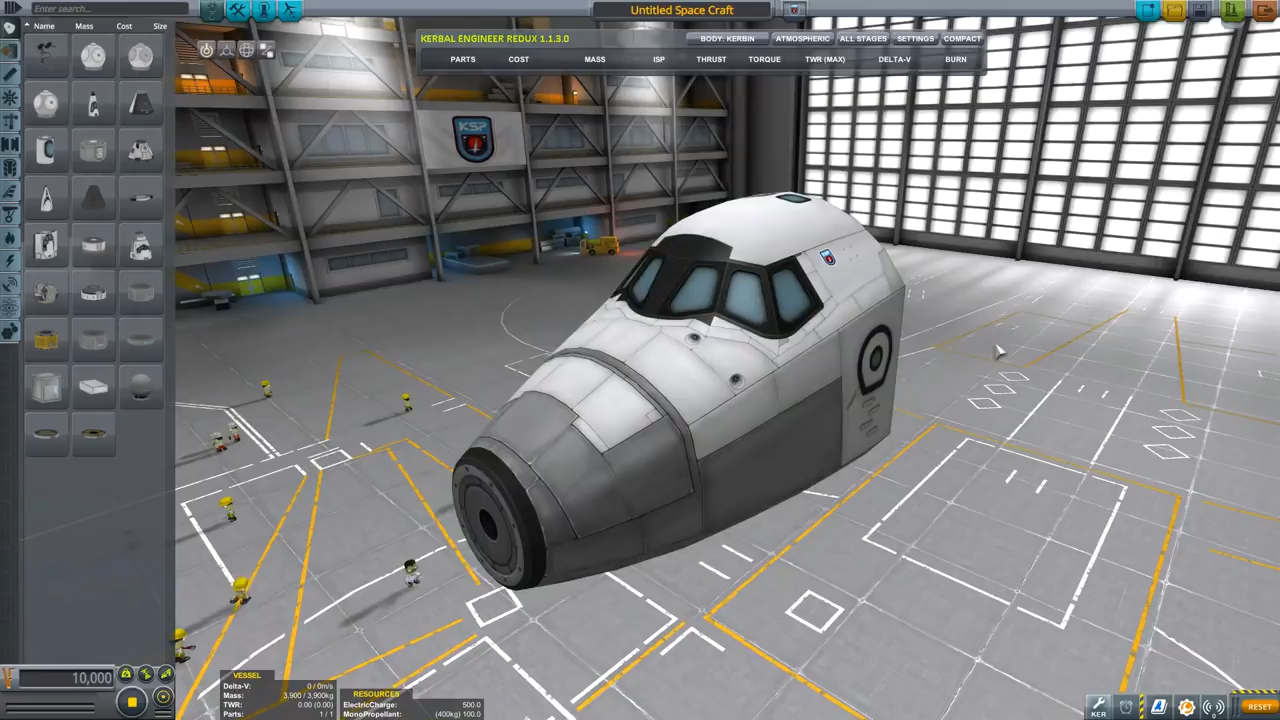 Enter search...
Untitled Space Craft
Name Mass Cost Size
KERBAL ENGINEER REDUX 1.1.3.0
BODY: KERBIN ATMOSPHERIC ALL STAGES SETTINGS COMPACT
PARTS COST MASS ISP THRUST TORQUE TWR (MAX) DELTA-V BURN
KSP
10,000
VESSEL
Delta-V: 0 / 0m/s
Mass: 3,900 / 3,900kg
TWR: 0.00 (0.00)
Parts: 1 / 1
RESOURCES
ElectricCharge: 500.0
MonoPropellant: (400kg) 100.0
KER
RESET